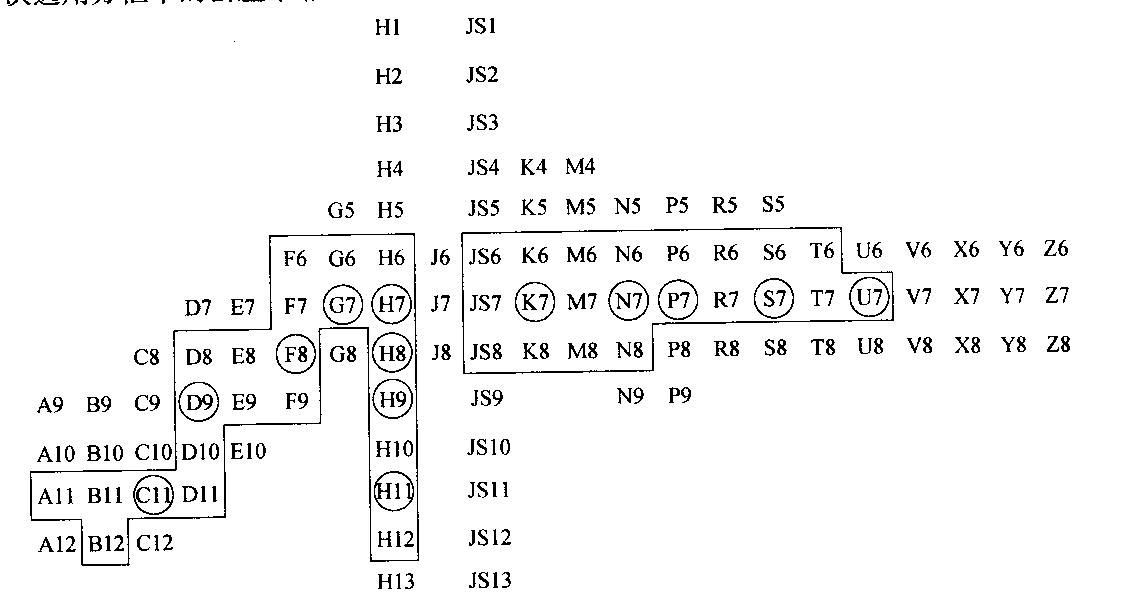 H1 JS1
H2 JS2
H3 JS3
H4 JS4 K4 M4
G5 H5 JS5 K5 M5 N5 P5 R5 S5
F6 G6 H6 J6 JS6 K6 M6 N6 P6 R6 S6 T6 U6 V6 X6 Y6 Z6
D7 E7 F7 G7 H7 J7 JS7 K7 M7 N7 P7 R7 S7 T7 U7 V7 X7 Y7 Z7
C8 D8 E8 F8 G8 H8 J8 JS8 K8 M8 N8 P8 R8 S8 T8 U8 V8 X8 Y8 Z8
A9 B9 C9 D9 E9 F9 H9 JS9 N9 P9
A10 B10 C10 D10 E10 H10 JS10
A11 B11 C11 D11 H11 JS11
A12 B12 C12 H12 JS12
H13 JS13